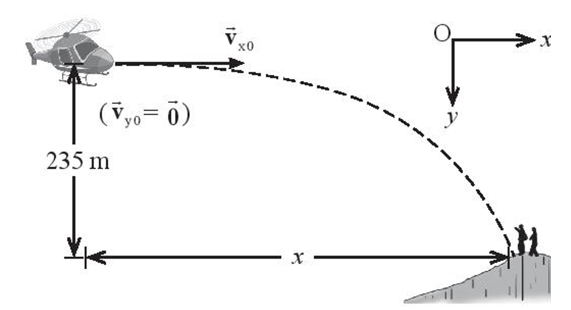 v⃗x0
O
x
(v⃗y0= 0⃗)
y
235 m
x